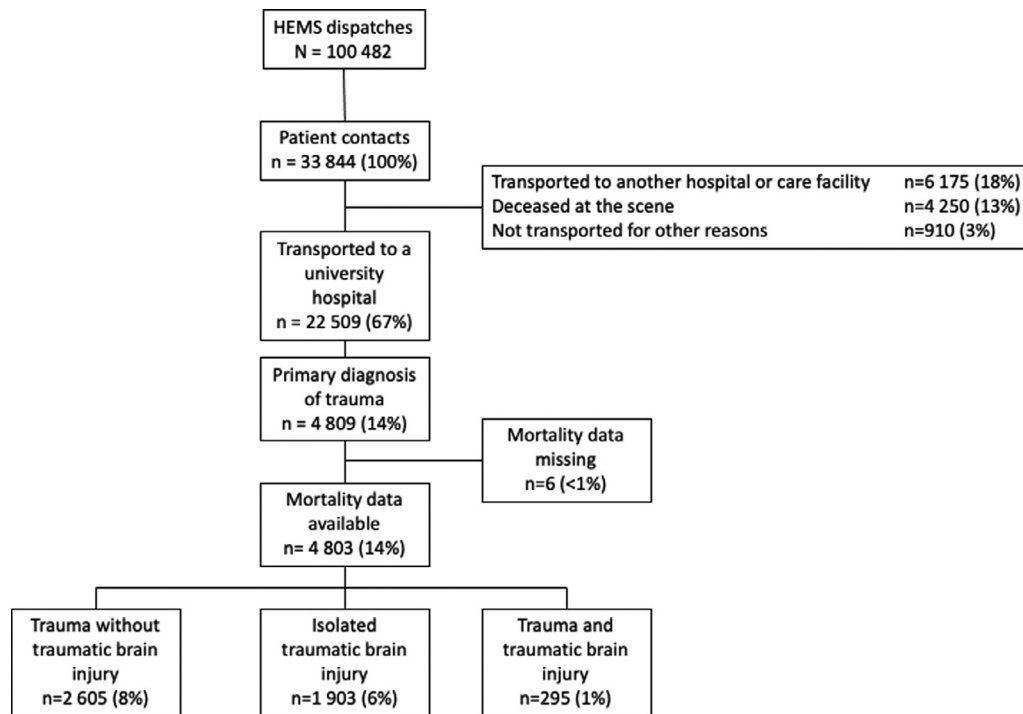 HEMS dispatches
N = 100 482
Patient contacts
n = 33 844 (100%)
Transported to another hospital or care facility n=6 175 (18%)
Deceased at the scene n=4 250 (13%)
Not transported for other reasons n=910 (3%)
Transported to a
university
hospital
n = 22 509 (67%)
Primary diagnosis
of trauma
n = 4 809 (14%)
Mortality data
missing
n=6 (<1%)
Mortality data
available
n= 4 803 (14%)
Trauma without
traumatic brain
injury
n=2 605 (8%)
Isolated
traumatic brain
injury
n=1 903 (6%)
Trauma and
traumatic brain
injury
n=295 (1%)